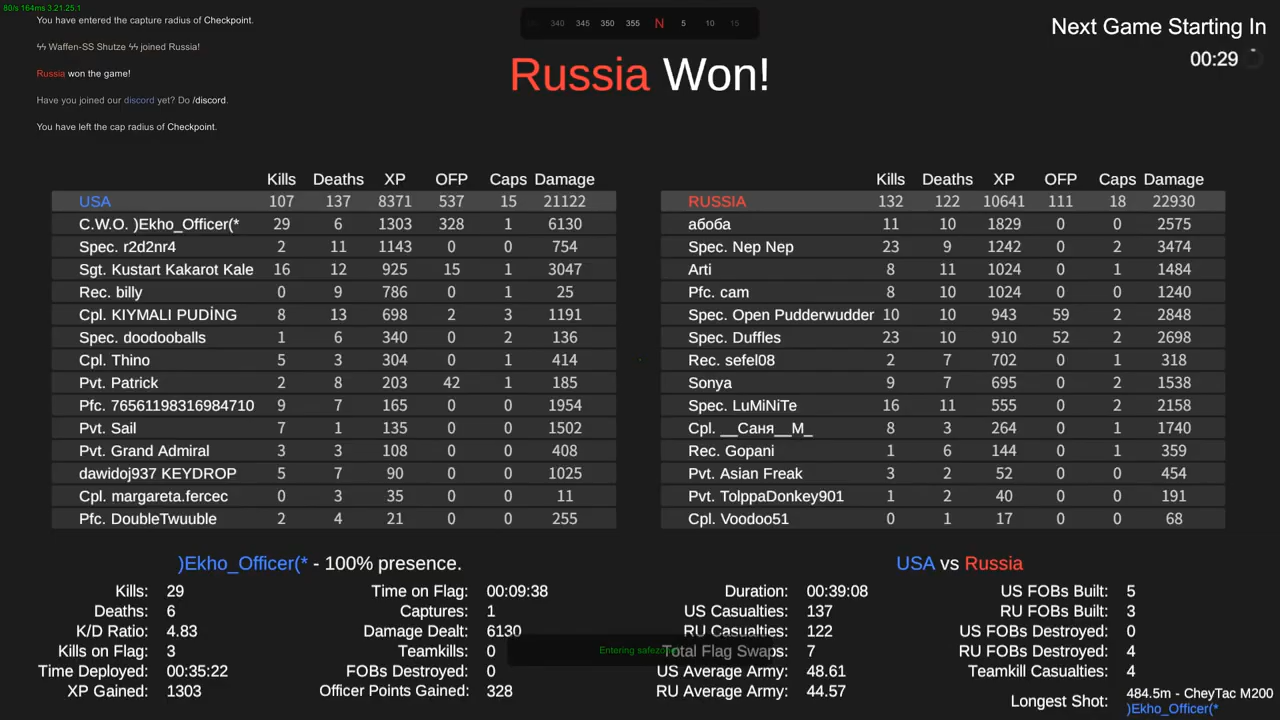 80/s 164ms 3.21.25.1
You have entered the capture radius of Checkpoint.
ϟϟ Waffen-SS Shutze ϟϟ joined Russia!
Russia won the game!
Have you joined our discord yet? Do /discord.
You have left the cap radius of Checkpoint.
340 345 350 355 N 5 10 15
Next Game Starting In
00:29
Russia Won!
Kills Deaths XP OFP Caps Damage
USA 107 137 8371 537 15 21122
C.W.O. )Ekho_Officer(* 29 6 1303 328 1 6130
Spec. r2d2nr4 2 11 1143 0 0 754
Sgt. Kustart Kakarot Kale 16 12 925 15 1 3047
Rec. billy 0 9 786 0 1 25
Cpl. KIYMALI PUDİNG 8 13 698 2 3 1191
Spec. doodooballs 1 6 340 0 2 136
Cpl. Thino 5 3 304 0 1 414
Pvt. Patrick 2 8 203 42 1 185
Pfc. 76561198316984710 9 7 165 0 0 1954
Pvt. Sail 7 1 135 0 0 1502
Pvt. Grand Admiral 3 3 108 0 0 408
dawidoj937 KEYDROP 5 7 90 0 0 1025
Cpl. margareta.fercec 0 3 35 0 0 11
Pfc. DoubleTwuuble 2 4 21 0 0 255
Kills Deaths XP OFP Caps Damage
RUSSIA 132 122 10641 111 18 22930
абоба 11 10 1829 0 0 2575
Spec. Nep Nep 23 9 1242 0 2 3474
Arti 8 11 1024 0 1 1484
Pfc. cam 8 10 1024 0 0 1240
Spec. Open Pudderwudder 10 10 943 59 2 2848
Spec. Duffles 23 10 910 52 2 2698
Rec. sefel08 2 7 702 0 1 318
Sonya 9 7 695 0 2 1538
Spec. LuMiNiTe 16 11 555 0 2 2158
Cpl. __Саня__М_ 8 3 264 0 1 1740
Rec. Gopani 1 6 144 0 1 359
Pvt. Asian Freak 3 2 52 0 0 454
Pvt. TolppaDonkey901 1 2 40 0 0 191
Cpl. Voodoo51 0 1 17 0 0 68
)Ekho_Officer(* - 100% presence.
Kills: 29
Deaths: 6
K/D Ratio: 4.83
Kills on Flag: 3
Time Deployed: 00:35:22
XP Gained: 1303
Time on Flag: 00:09:38
Captures: 1
Damage Dealt: 6130
Teamkills: 0
FOBs Destroyed: 0
Officer Points Gained: 328
USA vs Russia
Duration: 00:39:08
US Casualties: 137
RU Casualties: 122
Total Flag Swaps: 7
US Average Army: 48.61
RU Average Army: 44.57
US FOBs Built: 5
RU FOBs Built: 3
US FOBs Destroyed: 0
RU FOBs Destroyed: 4
Teamkill Casualties: 4
Longest Shot: 484.5m - CheyTac M200
)Ekho_Officer(*
Entering